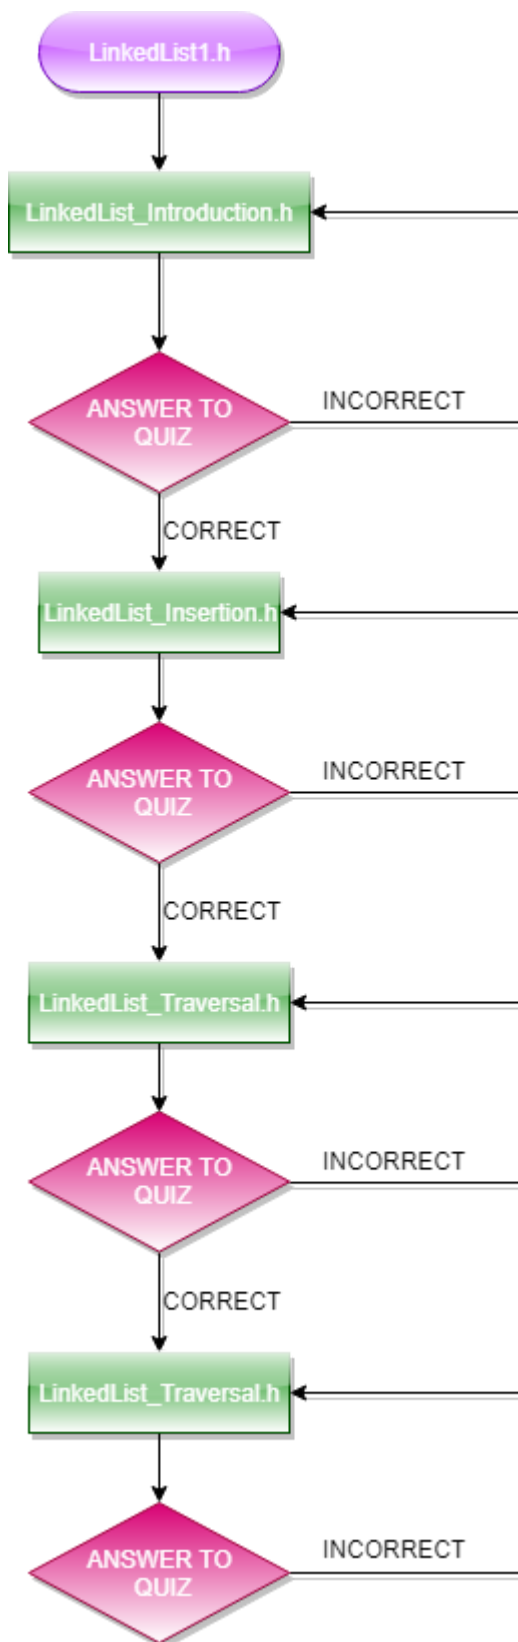 LinkedList1.h
LinkedList_Introduction.h
ANSWER TO
QUIZ
INCORRECT
CORRECT
LinkedList_Insertion.h
ANSWER TO
QUIZ
INCORRECT
CORRECT
LinkedList_Traversal.h
ANSWER TO
QUIZ
INCORRECT
CORRECT
LinkedList_Traversal.h
ANSWER TO
QUIZ
INCORRECT